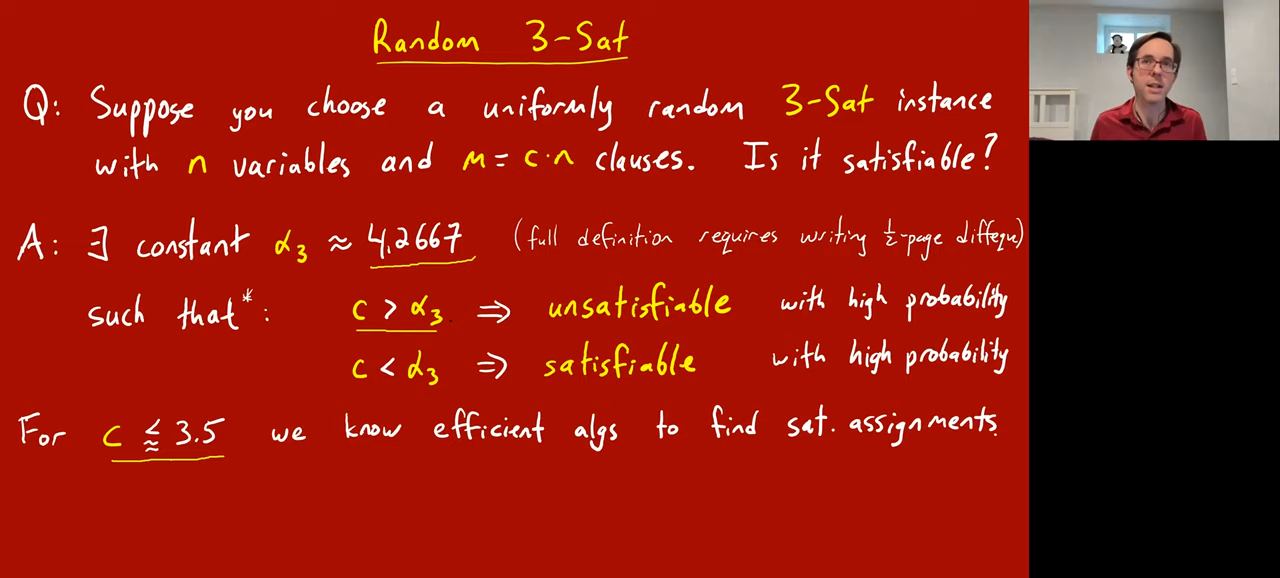 Random 3-Sat
Q: Suppose you choose a uniformly random 3-Sat instance
with n variables and m = c·n clauses. Is it satisfiable?
A: ∃ constant α₃ ≈ 4.2667 (full definition requires writing ½-page diffeqn)
such that*: c > α₃ ⇒ unsatisfiable with high probability
c < α₃ ⇒ satisfiable with high probability
For c ⪅ 3.5 we know efficient algs to find sat. assignments.